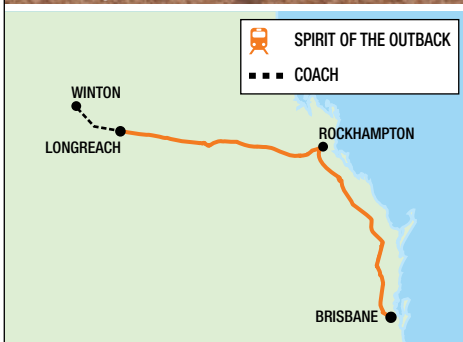 SPIRIT OF THE OUTBACK
COACH
WINTON
LONGREACH
ROCKHAMPTON
BRISBANE